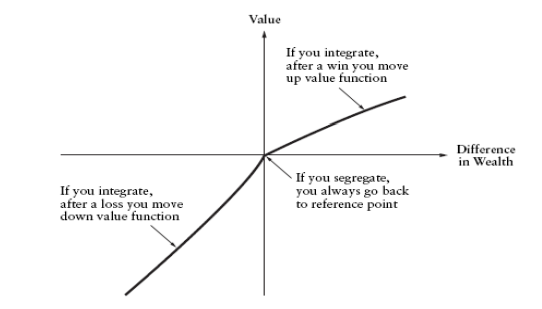 Value
If you integrate,
after a win you move
up value function
Difference
in Wealth
If you segregate,
you always go back
to reference point
If you integrate,
after a loss you move
down value function